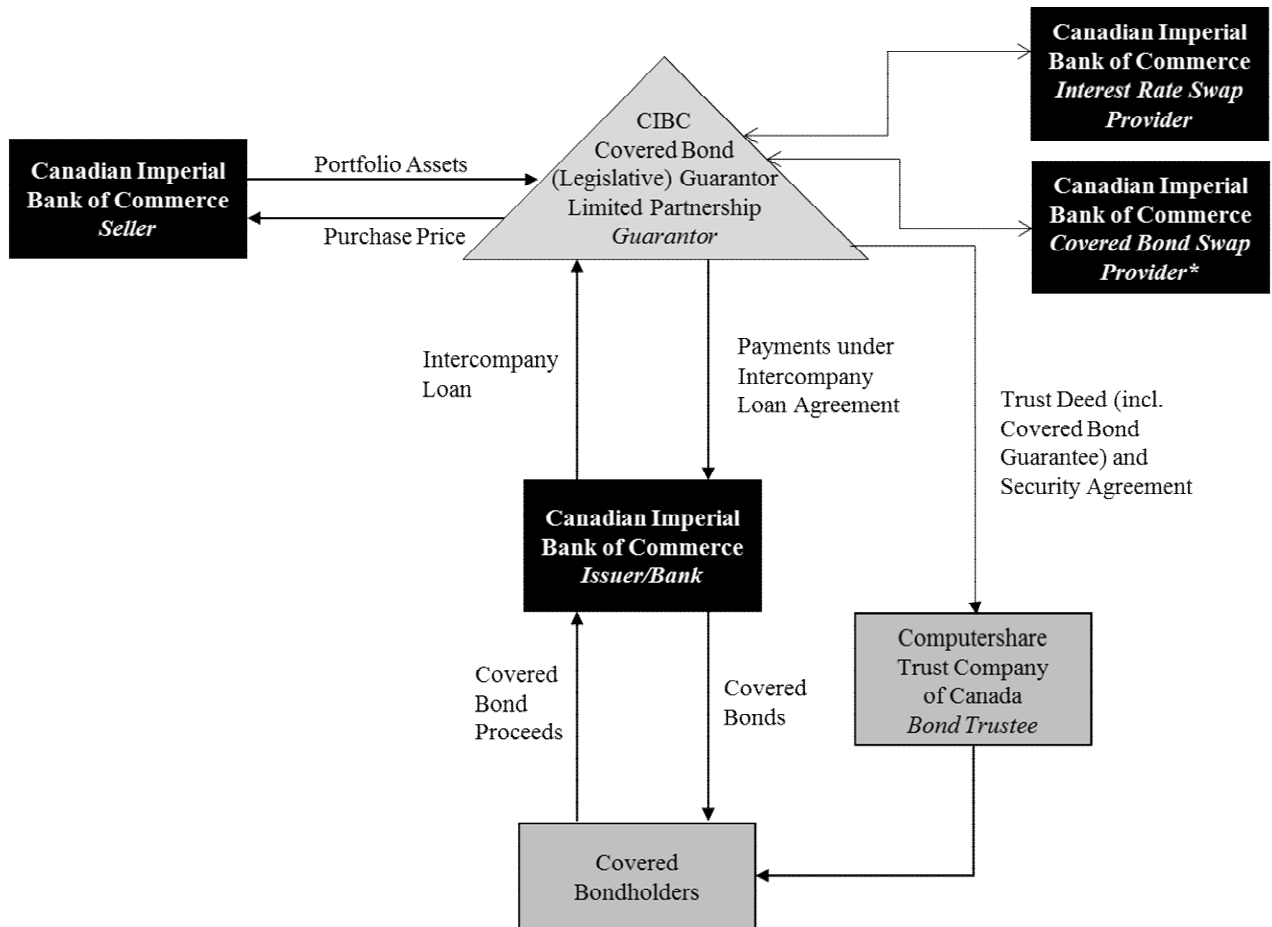 Canadian Imperial
Bank of Commerce
Interest Rate Swap
Provider
CIBC
Covered Bond
(Legislative) Guarantor
Limited Partnership
Guarantor
Canadian Imperial
Bank of Commerce
Seller
Portfolio Assets
Purchase Price
Canadian Imperial
Bank of Commerce
Covered Bond Swap
Provider*
Intercompany
Loan
Payments under
Intercompany
Loan Agreement
Trust Deed (incl.
Covered Bond
Guarantee) and
Security Agreement
Canadian Imperial
Bank of Commerce
Issuer/Bank
Covered
Bond
Proceeds
Covered
Bonds
Computershare
Trust Company
of Canada
Bond Trustee
Covered
Bondholders